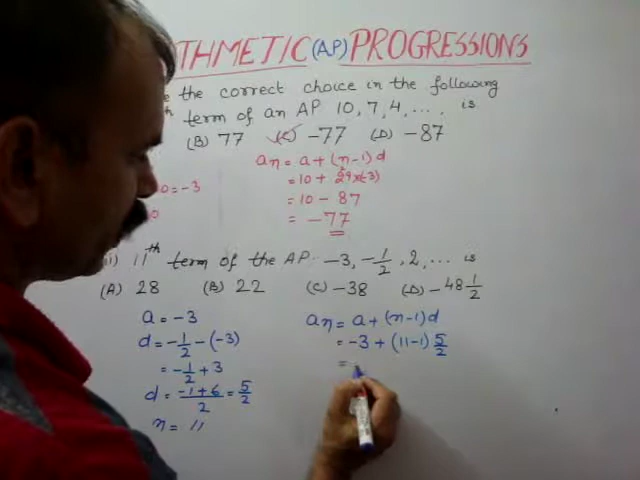 THMETIC (AP) PROGRESSIONS
the correct choice in the following
term of an AP 10, 7, 4, .... is
(B) 77 (C) -77 (D) -87
an = a + (n-1) d
= 10 + 29x(-3)
= -3
= 10 - 87
= -77
11th term of the AP. -3, -1/2, 2, ... is
(A) 28 (B) 22 (C) -38 (D) -48 1/2
a = -3
an = a + (n-1) d
d = -1/2 - (-3)
= -3 + (11-1) 5/2
= -1/2 + 3
=
d = -1+6/2 = 5/2
n = 11